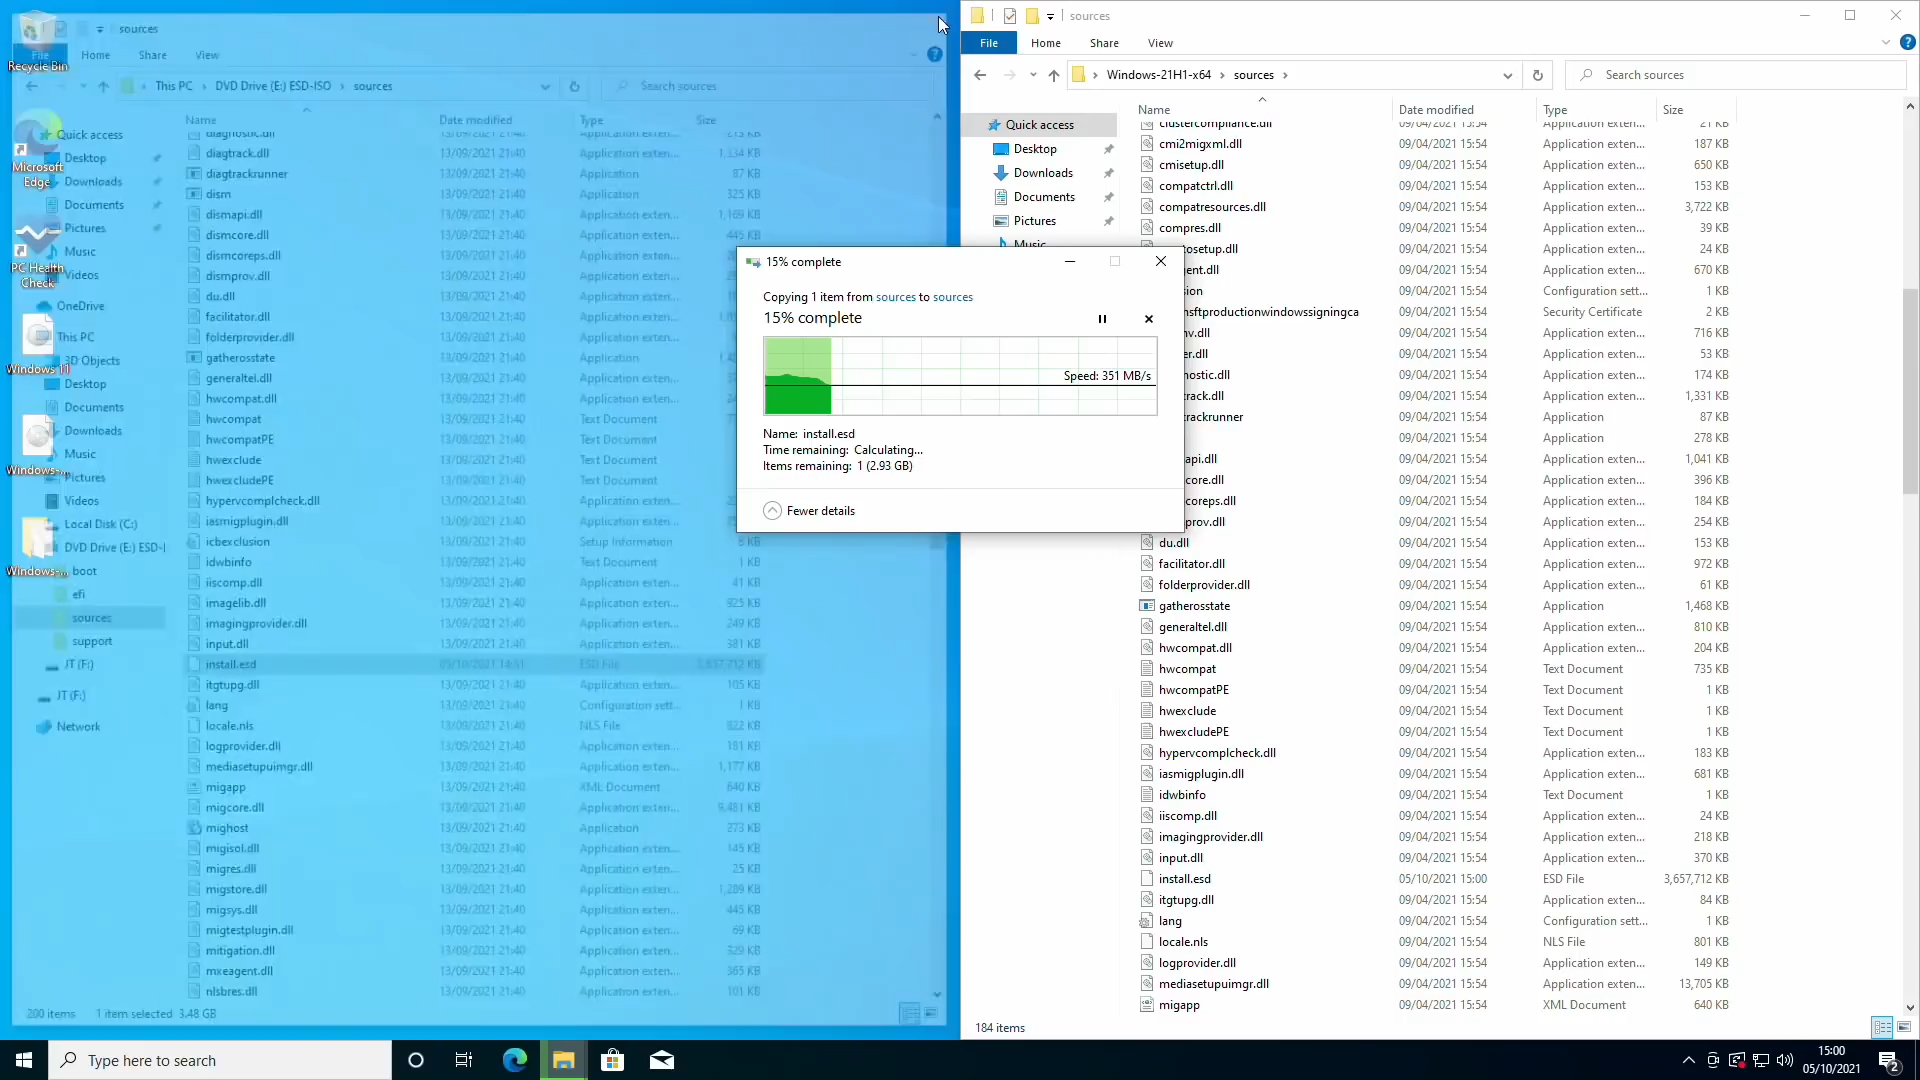 sources
File Home Share View
This PC › DVD Drive (E:) ESD-ISO › sources
Search sources
Recycle Bin
Microsoft Edge
PC Health Check
Windows 11
Windows-...
Windows-...
Quick access
Desktop
Downloads
Documents
Pictures
Music
Videos
OneDrive
This PC
3D Objects
Desktop
Documents
Downloads
Music
Pictures
Videos
Local Disk (C:)
DVD Drive (E:) ESD-I
boot
efi
sources
support
JT (F:)
JT (F:)
Network
Name Date modified Type Size
diagnostic.dll 13/09/2021 21:40 Application exten... 213 KB
diagtrack.dll 13/09/2021 21:40 Application exten... 1,334 KB
diagtrackrunner 13/09/2021 21:40 Application 87 KB
dism 13/09/2021 21:40 Application 325 KB
dismapi.dll 13/09/2021 21:40 Application exten... 1,169 KB
dismcore.dll 13/09/2021 21:40 Application exten... 445 KB
dismcoreps.dll 13/09/2021 21:40 Application exten...
dismprov.dll 13/09/2021 21:40 Application exten...
du.dll 13/09/2021 21:40 Application exten...
facilitator.dll 13/09/2021 21:40 Application exten...
folderprovider.dll 13/09/2021 21:40 Application exten...
gatherosstate 13/09/2021 21:40 Application
generaltel.dll 13/09/2021 21:40 Application exten...
hwcompat.dll 13/09/2021 21:40 Application exten...
hwcompat 13/09/2021 21:40 Text Document
hwcompatPE 13/09/2021 21:40 Text Document
hwexclude 13/09/2021 21:40 Text Document
hwexcludePE 13/09/2021 21:40 Text Document
hypervcomplcheck.dll 13/09/2021 21:40 Application exten...
iasmigplugin.dll 13/09/2021 21:40 Application exten...
icbexclusion 13/09/2021 21:40 Setup Information 8 KB
idwbinfo 13/09/2021 21:40 Text Document 1 KB
iiscomp.dll 13/09/2021 21:40 Application exten... 41 KB
imagelib.dll 13/09/2021 21:40 Application exten... 925 KB
imagingprovider.dll 13/09/2021 21:40 Application exten... 249 KB
input.dll 13/09/2021 21:40 Application exten... 381 KB
install.esd 05/10/2021 14:51 ESD File 3,657,712 KB
itgtupg.dll 13/09/2021 21:40 Application exten... 105 KB
lang 13/09/2021 21:40 Configuration sett... 1 KB
locale.nls 13/09/2021 21:40 NLS File 822 KB
logprovider.dll 13/09/2021 21:40 Application exten... 181 KB
mediasetupuimgr.dll 13/09/2021 21:40 Application exten... 1,177 KB
migapp 13/09/2021 21:40 XML Document 640 KB
migcore.dll 13/09/2021 21:40 Application exten... 9,481 KB
mighost 13/09/2021 21:40 Application 273 KB
migisol.dll 13/09/2021 21:40 Application exten... 145 KB
migres.dll 13/09/2021 21:40 Application exten... 25 KB
migstore.dll 13/09/2021 21:40 Application exten... 1,289 KB
migsys.dll 13/09/2021 21:40 Application exten... 445 KB
migtestplugin.dll 13/09/2021 21:40 Application exten... 69 KB
mitigation.dll 13/09/2021 21:40 Application exten... 329 KB
mxeagent.dll 13/09/2021 21:40 Application exten... 365 KB
nlsbres.dll 13/09/2021 21:40 Application exten... 101 KB
200 items 1 item selected 3.48 GB
15% complete
Copying 1 item from sources to sources
15% complete
Speed: 351 MB/s
Name: install.esd
Time remaining: Calculating...
Items remaining: 1 (2.93 GB)
Fewer details
sources
File Home Share View
Windows-21H1-x64 › sources ›
Search sources
Quick access
Desktop
Downloads
Documents
Pictures
Music
Name Date modified Type Size
clustercompliance.dll 09/04/2021 15:54 Application exten... 21 KB
cmi2migxml.dll 09/04/2021 15:54 Application exten... 187 KB
cmisetup.dll 09/04/2021 15:54 Application exten... 650 KB
compatctrl.dll 09/04/2021 15:54 Application exten... 153 KB
compatresources.dll 09/04/2021 15:54 Application exten... 3,722 KB
compres.dll 09/04/2021 15:54 Application exten... 39 KB
tosetup.dll 09/04/2021 15:54 Application exten... 24 KB
ent.dll 09/04/2021 15:54 Application exten... 670 KB
sion 09/04/2021 15:54 Configuration sett... 1 KB
nsftproductionwindowssigningca 09/04/2021 15:54 Security Certificate 2 KB
nv.dll 09/04/2021 15:54 Application exten... 716 KB
er.dll 09/04/2021 15:54 Application exten... 53 KB
nostic.dll 09/04/2021 15:54 Application exten... 174 KB
track.dll 09/04/2021 15:54 Application exten... 1,331 KB
trackrunner 09/04/2021 15:54 Application 87 KB
09/04/2021 15:54 Application 278 KB
api.dll 09/04/2021 15:54 Application exten... 1,041 KB
core.dll 09/04/2021 15:54 Application exten... 396 KB
coreps.dll 09/04/2021 15:54 Application exten... 184 KB
prov.dll 09/04/2021 15:54 Application exten... 254 KB
du.dll 09/04/2021 15:54 Application exten... 153 KB
facilitator.dll 09/04/2021 15:54 Application exten... 972 KB
folderprovider.dll 09/04/2021 15:54 Application exten... 61 KB
gatherosstate 09/04/2021 15:54 Application 1,468 KB
generaltel.dll 09/04/2021 15:54 Application exten... 810 KB
hwcompat.dll 09/04/2021 15:54 Application exten... 204 KB
hwcompat 09/04/2021 15:54 Text Document 735 KB
hwcompatPE 09/04/2021 15:54 Text Document 1 KB
hwexclude 09/04/2021 15:54 Text Document 1 KB
hwexcludePE 09/04/2021 15:54 Text Document 1 KB
hypervcomplcheck.dll 09/04/2021 15:54 Application exten... 183 KB
iasmigplugin.dll 09/04/2021 15:54 Application exten... 681 KB
idwbinfo 09/04/2021 15:54 Text Document 1 KB
iiscomp.dll 09/04/2021 15:54 Application exten... 24 KB
imagingprovider.dll 09/04/2021 15:54 Application exten... 218 KB
input.dll 09/04/2021 15:54 Application exten... 370 KB
install.esd 05/10/2021 15:00 ESD File 3,657,712 KB
itgtupg.dll 09/04/2021 15:54 Application exten... 84 KB
lang 09/04/2021 15:54 Configuration sett... 1 KB
locale.nls 09/04/2021 15:54 NLS File 801 KB
logprovider.dll 09/04/2021 15:54 Application exten... 149 KB
mediasetupuimgr.dll 09/04/2021 15:54 Application exten... 13,705 KB
migapp 09/04/2021 15:54 XML Document 640 KB
184 items
Type here to search
15:00
05/10/2021
2